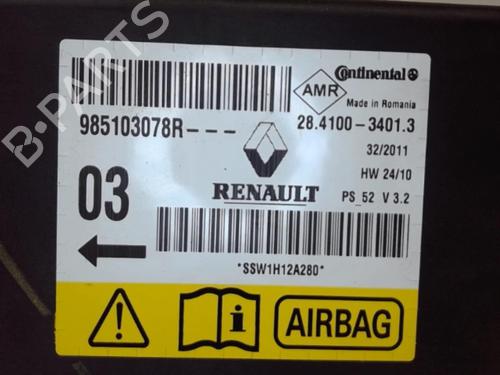 B-PARTS
AMR
Continental
Made in Romania
985103078R---
28.4100-3401.3
32/2011
HW 24/10
03
RENAULT
PS_52 V 3.2
*SSW1H12A280*
AIRBAG